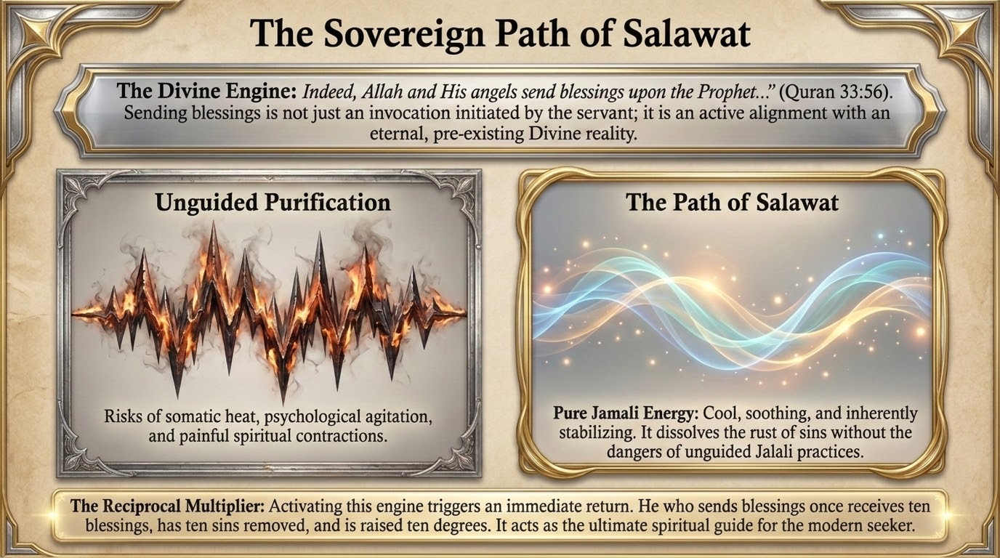 The Sovereign Path of Salawat
The Divine Engine: Indeed, Allah and His angels send blessings upon the Prophet...” (Quran 33:56).
Sending blessings is not just an invocation initiated by the servant; it is an active alignment with an
eternal, pre-existing Divine reality.
Unguided Purification
Risks of somatic heat, psychological agitation,
and painful spiritual contractions.
The Path of Salawat
Pure Jamali Energy: Cool, soothing, and inherently
stabilizing. It dissolves the rust of sins without the
dangers of unguided Jalali practices.
The Reciprocal Multiplier: Activating this engine triggers an immediate return. He who sends blessings once receives ten
blessings, has ten sins removed, and is raised ten degrees. It acts as the ultimate spiritual guide for the modern seeker.